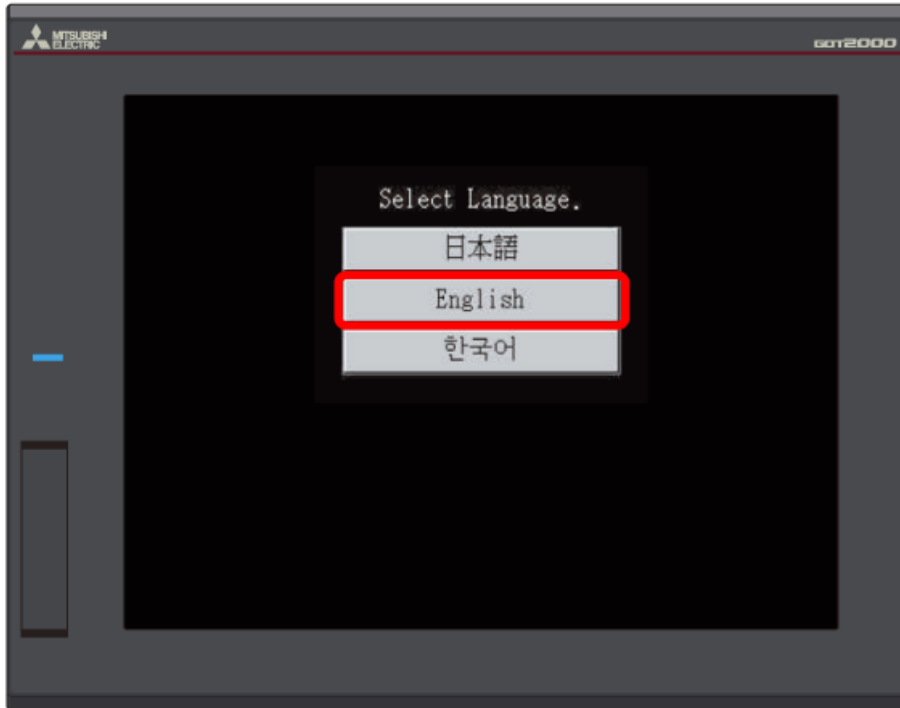 MITSUBISHI
ELECTRIC
GOT2000
Select Language.
日本語
English
한국어